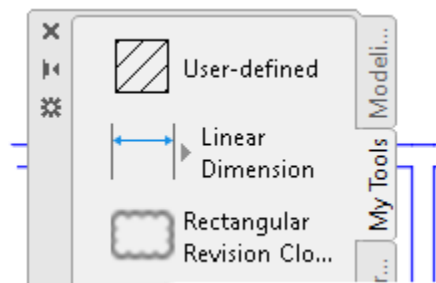 User-defined
Linear
Dimension
Rectangular
Revision Clo...
Modeli...
My Tools